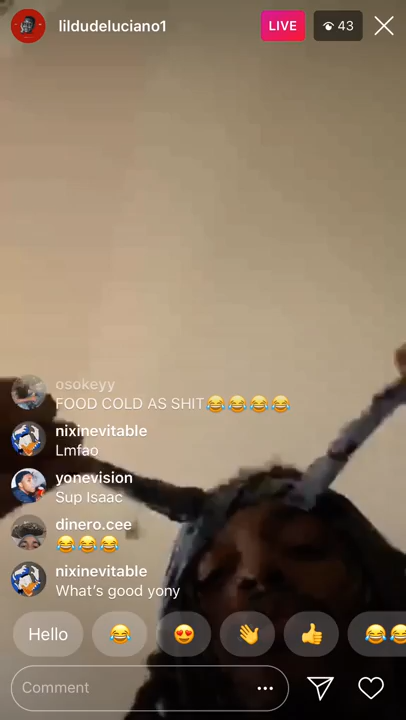 lildudeluciano1
LIVE
43
osokeyy
FOOD COLD AS SHIT😂😂😂😂
nixinevitable
Lmfao
yonevision
Sup Isaac
dinero.cee
😂😂😂
nixinevitable
What's good yony
Hello 😂 😍 👋 👍 😂😂
Comment